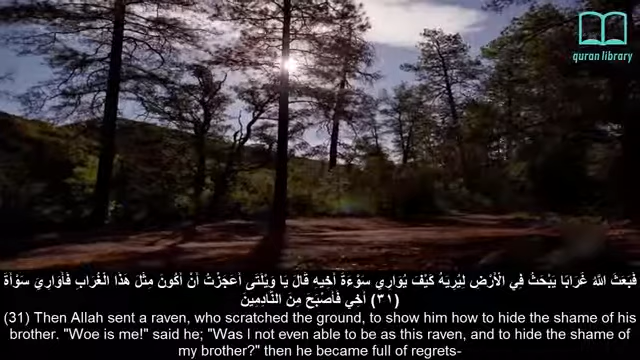 quran library
فَبَعَثَ اللَّهُ غُرَابًا يَبْحَثُ فِي الْأَرْضِ لِيُرِيَهُ كَيْفَ يُوَارِي سَوْءَةَ أَخِيهِ قَالَ يَا وَيْلَتَى أَعَجَزْتُ أَنْ أَكُونَ مِثْلَ هَذَا الْغُرَابِ فَأُوَارِيَ سَوْأَةَ
أَخِي فَأَصْبَحَ مِنَ النَّادِمِينَ (٣١)
(31) Then Allah sent a raven, who scratched the ground, to show him how to hide the shame of his
brother. "Woe is me!" said he; "Was I not even able to be as this raven, and to hide the shame of
my brother?" then he became full of regrets-